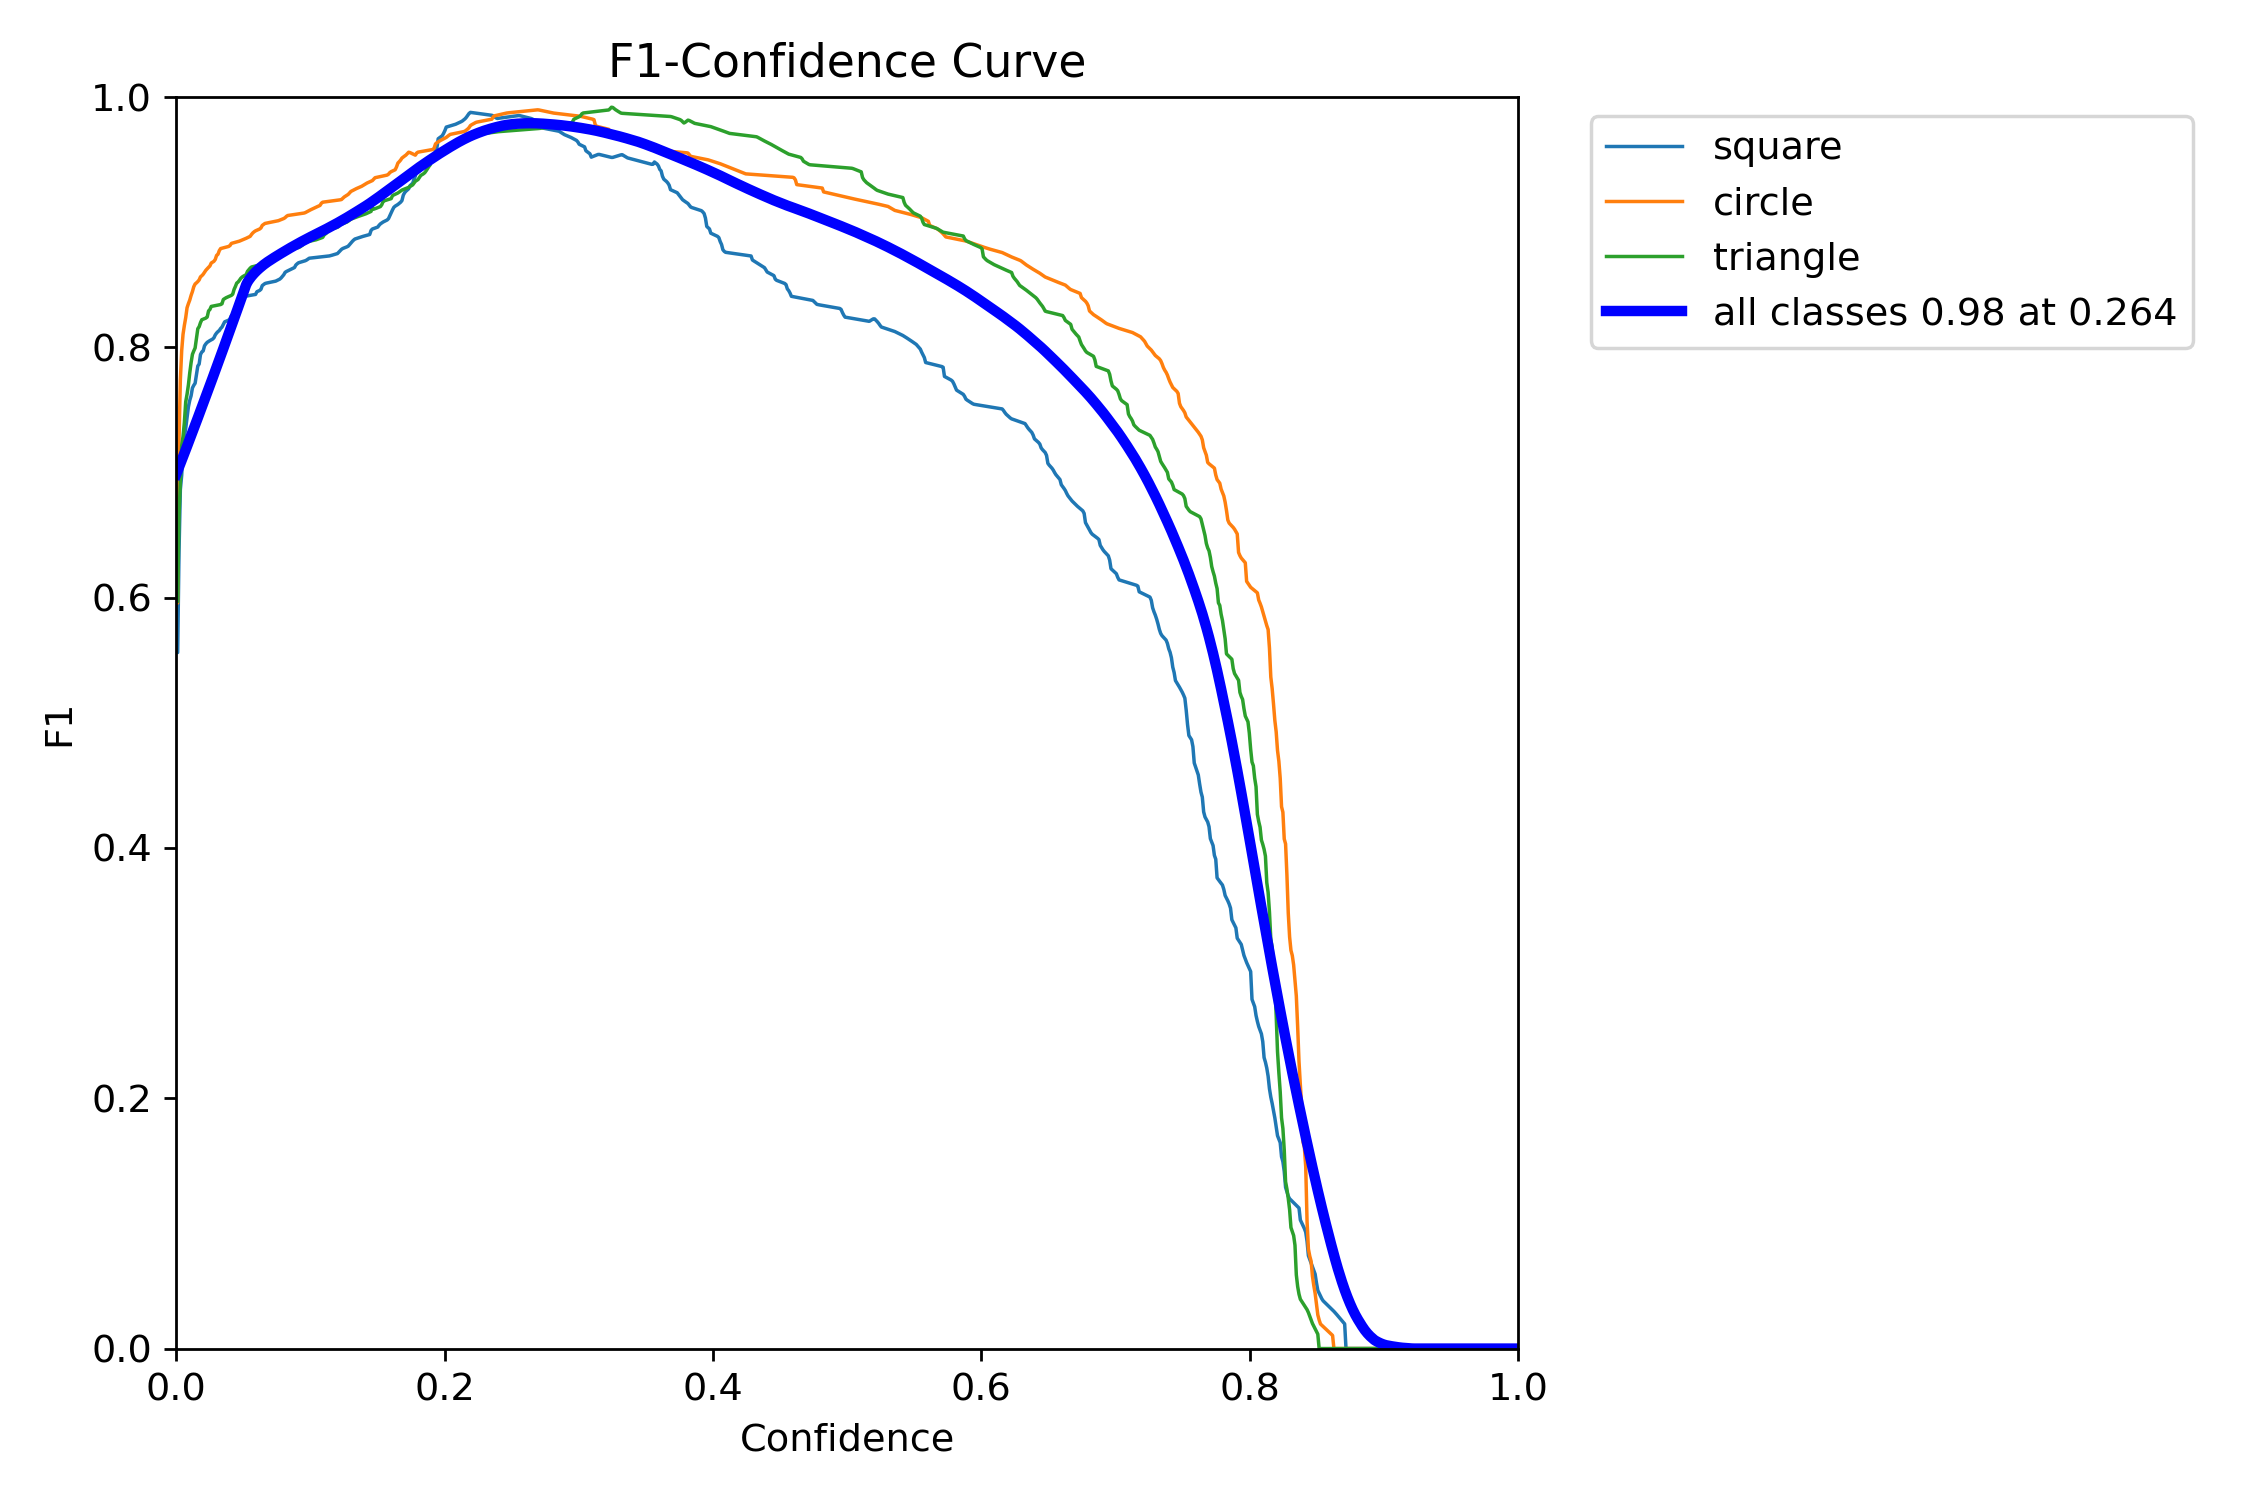 F1-Confidence Curve
1.0
0.8
0.6
0.4
0.2
0.0
F1
0.0 0.2 0.4 0.6 0.8 1.0
Confidence
square
circle
triangle
all classes 0.98 at 0.264